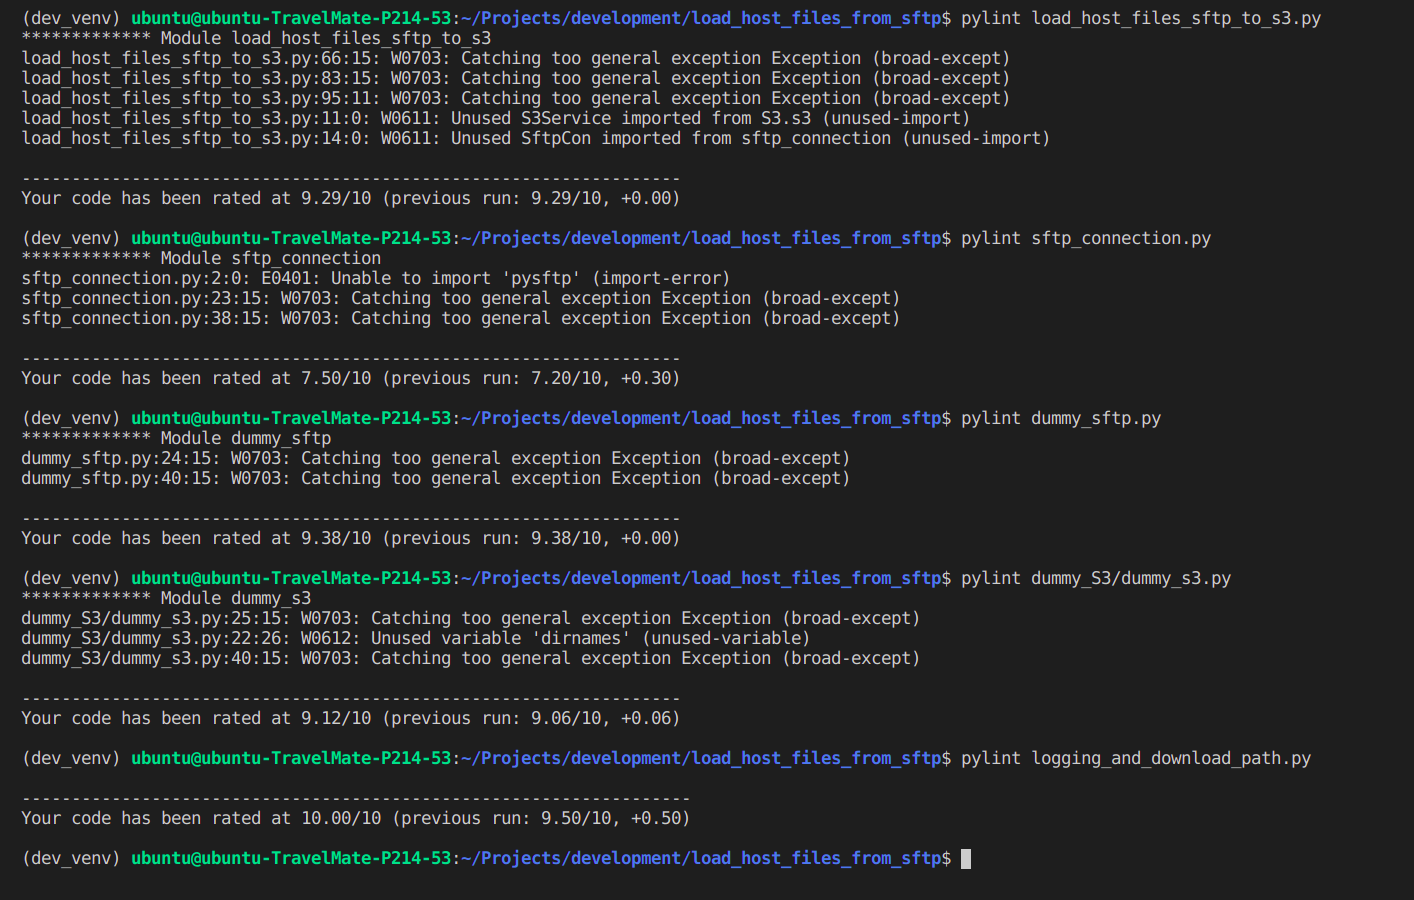 (dev_venv) ubuntu@ubuntu-TravelMate-P214-53:~/Projects/development/load_host_files_from_sftp$ pylint load_host_files_sftp_to_s3.py
************* Module load_host_files_sftp_to_s3
load_host_files_sftp_to_s3.py:66:15: W0703: Catching too general exception Exception (broad-except)
load_host_files_sftp_to_s3.py:83:15: W0703: Catching too general exception Exception (broad-except)
load_host_files_sftp_to_s3.py:95:11: W0703: Catching too general exception Exception (broad-except)
load_host_files_sftp_to_s3.py:11:0: W0611: Unused S3Service imported from S3.s3 (unused-import)
load_host_files_sftp_to_s3.py:14:0: W0611: Unused SftpCon imported from sftp_connection (unused-import)
------------------------------------------------------------------
Your code has been rated at 9.29/10 (previous run: 9.29/10, +0.00)
(dev_venv) ubuntu@ubuntu-TravelMate-P214-53:~/Projects/development/load_host_files_from_sftp$ pylint sftp_connection.py
************* Module sftp_connection
sftp_connection.py:2:0: E0401: Unable to import 'pysftp' (import-error)
sftp_connection.py:23:15: W0703: Catching too general exception Exception (broad-except)
sftp_connection.py:38:15: W0703: Catching too general exception Exception (broad-except)
------------------------------------------------------------------
Your code has been rated at 7.50/10 (previous run: 7.20/10, +0.30)
(dev_venv) ubuntu@ubuntu-TravelMate-P214-53:~/Projects/development/load_host_files_from_sftp$ pylint dummy_sftp.py
************* Module dummy_sftp
dummy_sftp.py:24:15: W0703: Catching too general exception Exception (broad-except)
dummy_sftp.py:40:15: W0703: Catching too general exception Exception (broad-except)
------------------------------------------------------------------
Your code has been rated at 9.38/10 (previous run: 9.38/10, +0.00)
(dev_venv) ubuntu@ubuntu-TravelMate-P214-53:~/Projects/development/load_host_files_from_sftp$ pylint dummy_S3/dummy_s3.py
************* Module dummy_s3
dummy_S3/dummy_s3.py:25:15: W0703: Catching too general exception Exception (broad-except)
dummy_S3/dummy_s3.py:22:26: W0612: Unused variable 'dirnames' (unused-variable)
dummy_S3/dummy_s3.py:40:15: W0703: Catching too general exception Exception (broad-except)
------------------------------------------------------------------
Your code has been rated at 9.12/10 (previous run: 9.06/10, +0.06)
(dev_venv) ubuntu@ubuntu-TravelMate-P214-53:~/Projects/development/load_host_files_from_sftp$ pylint logging_and_download_path.py
-------------------------------------------------------------------
Your code has been rated at 10.00/10 (previous run: 9.50/10, +0.50)
(dev_venv) ubuntu@ubuntu-TravelMate-P214-53:~/Projects/development/load_host_files_from_sftp$